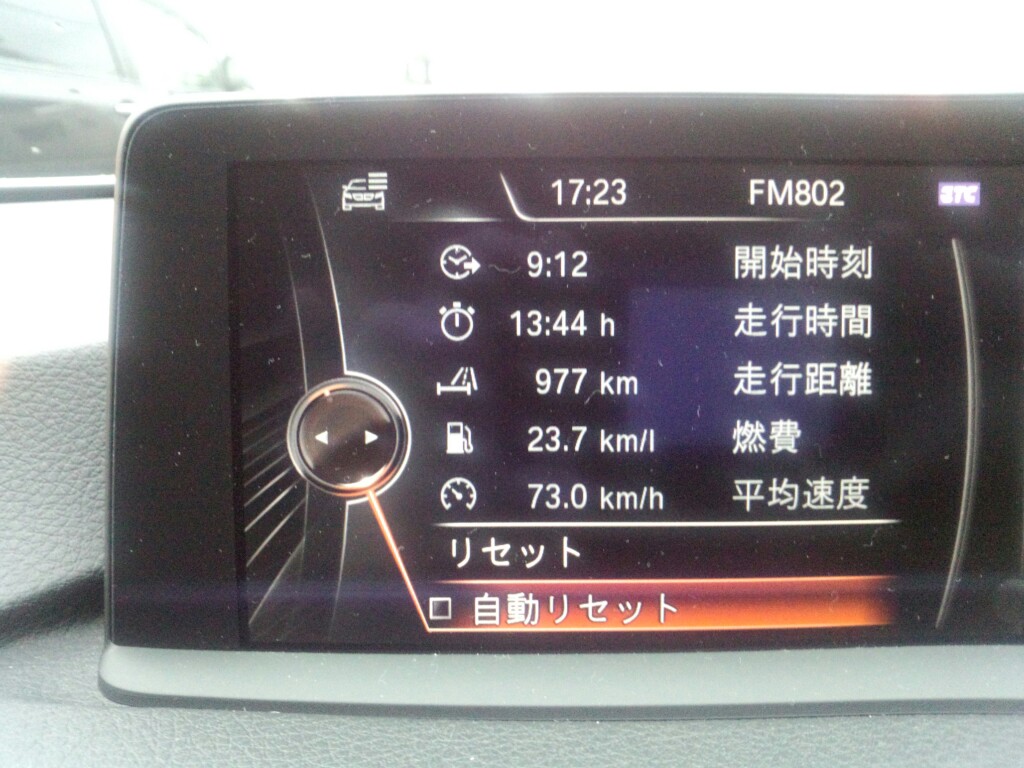 17:23 FM802 ETC
9:12 開始時刻
13:44 h 走行時間
977 km 走行距離
23.7 km/l 燃費
73.0 km/h 平均速度
リセット
自動リセット